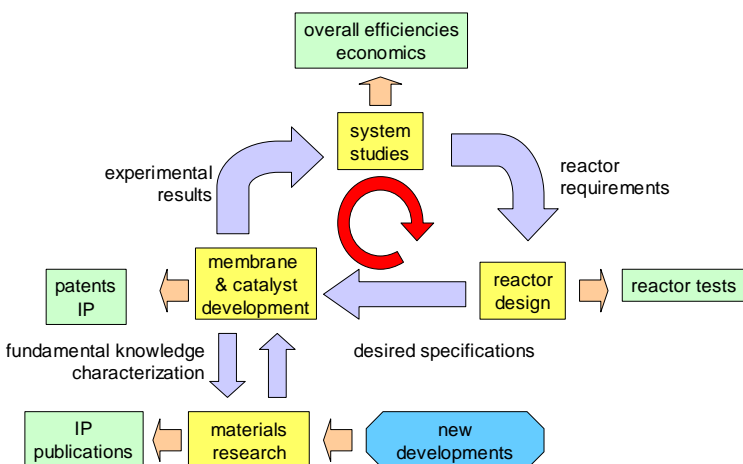 overall efficiencies
economics
system
studies
experimental
results
reactor
requirements
membrane
& catalyst
development
patents
IP
reactor
design
reactor tests
fundamental knowledge
characterization
desired specifications
IP
publications
materials
research
new
developments